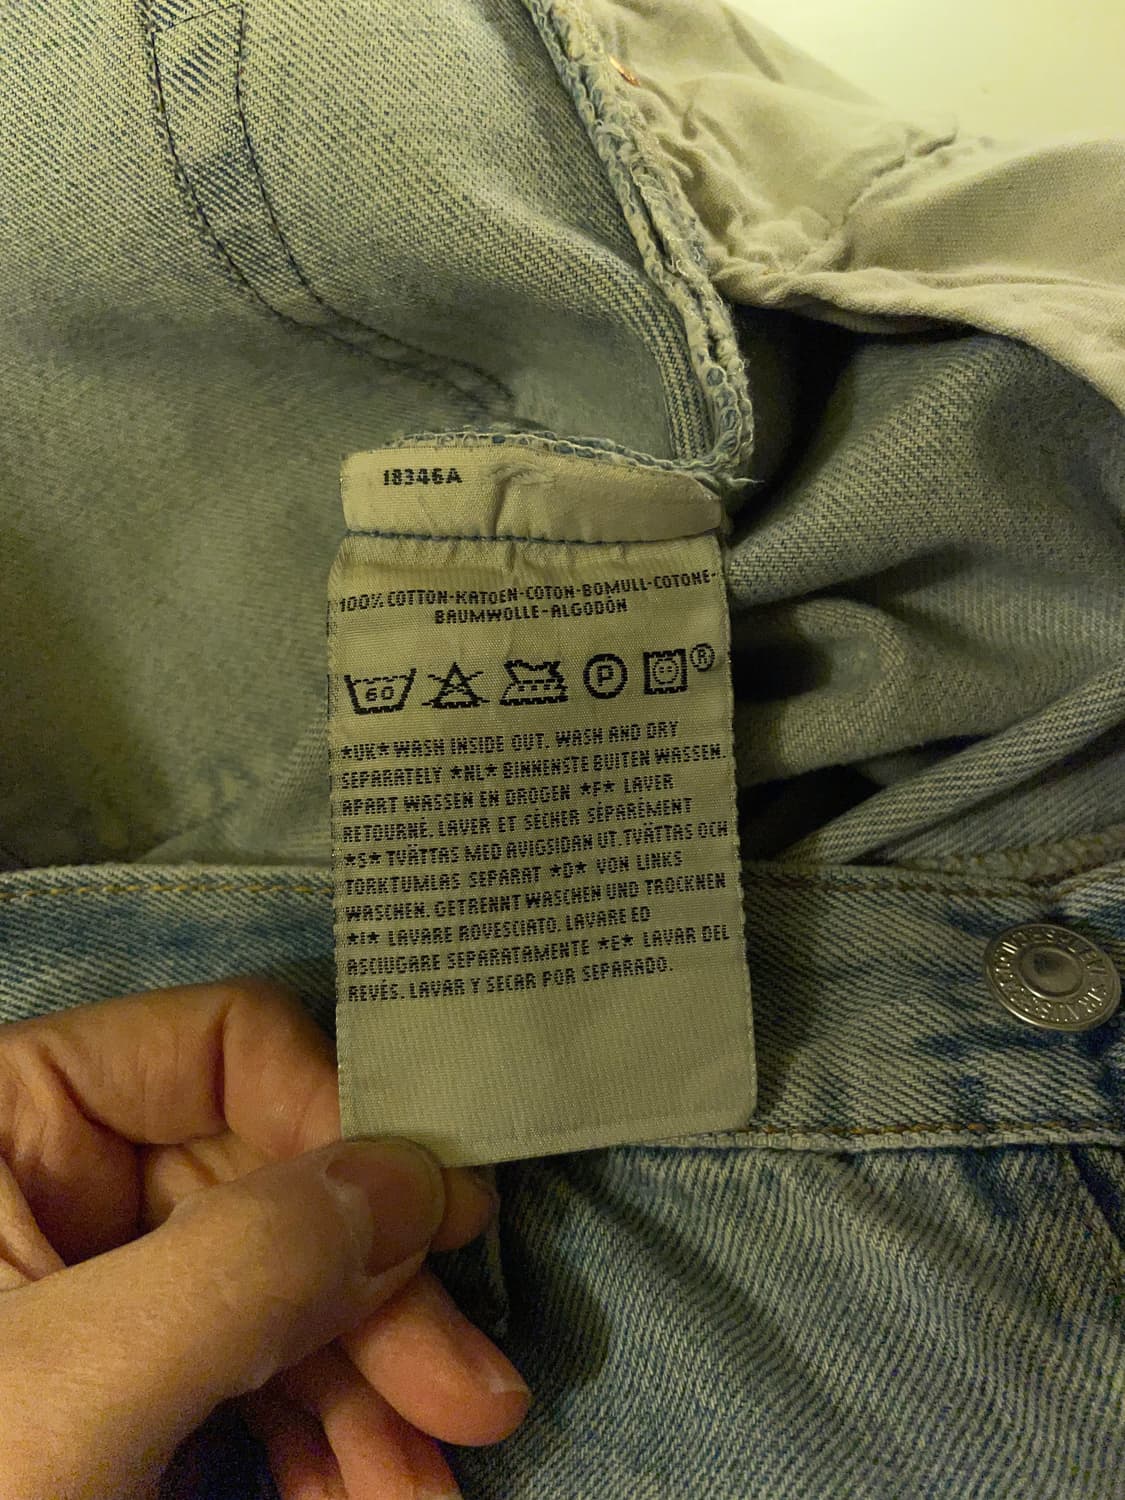 18346A
100% COTTON-KATOEN-COTON-BOMULL-COTONE-
BAUMWOLLE-ALGODÓN
60 P ®
*UK* WASH INSIDE OUT. WASH AND DRY
SEPARATELY *NL* BINNENSTE BUITEN WASSEN.
APART WASSEN EN DROGEN *F* LAVER
RETOURNÉ. LAVER ET SÉCHER SÉPARÉMENT
*S* TVÄTTAS MED AVIGSIDAN UT. TVÄTTAS OCH
TORKTUMLAS SEPARAT *D* VON LINKS
WASCHEN. GETRENNT WASCHEN UND TROCKNEN
*I* LAVARE ROVESCIATO. LAVARE ED
ASCIUGARE SEPARATAMENTE *E* LAVAR DEL
REVÉS. LAVAR Y SECAR POR SEPARADO.